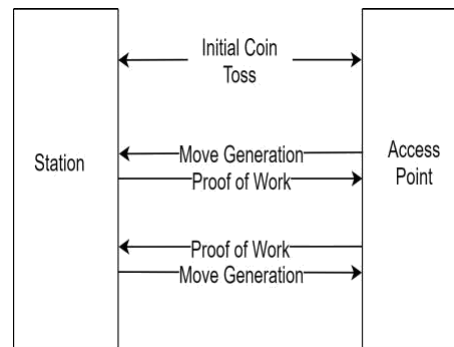 Initial Coin
Toss
Station
Move Generation
Proof of Work
Access
Point
Proof of Work
Move Generation